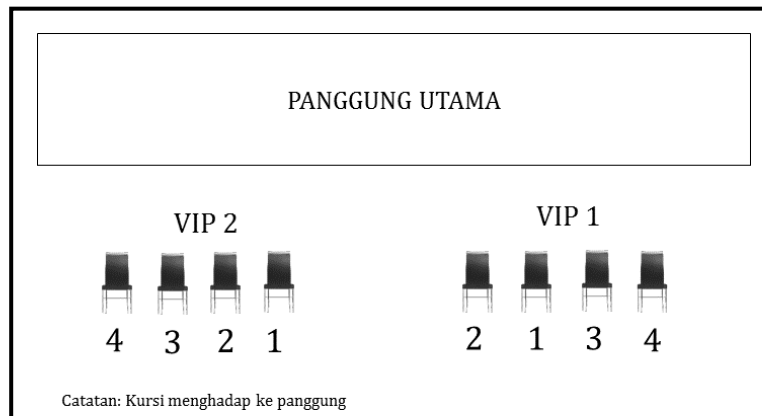 PANGGUNG UTAMA
VIP 2
VIP 1
4 3 2 1
2 1 3 4
Catatan: Kursi menghadap ke panggung